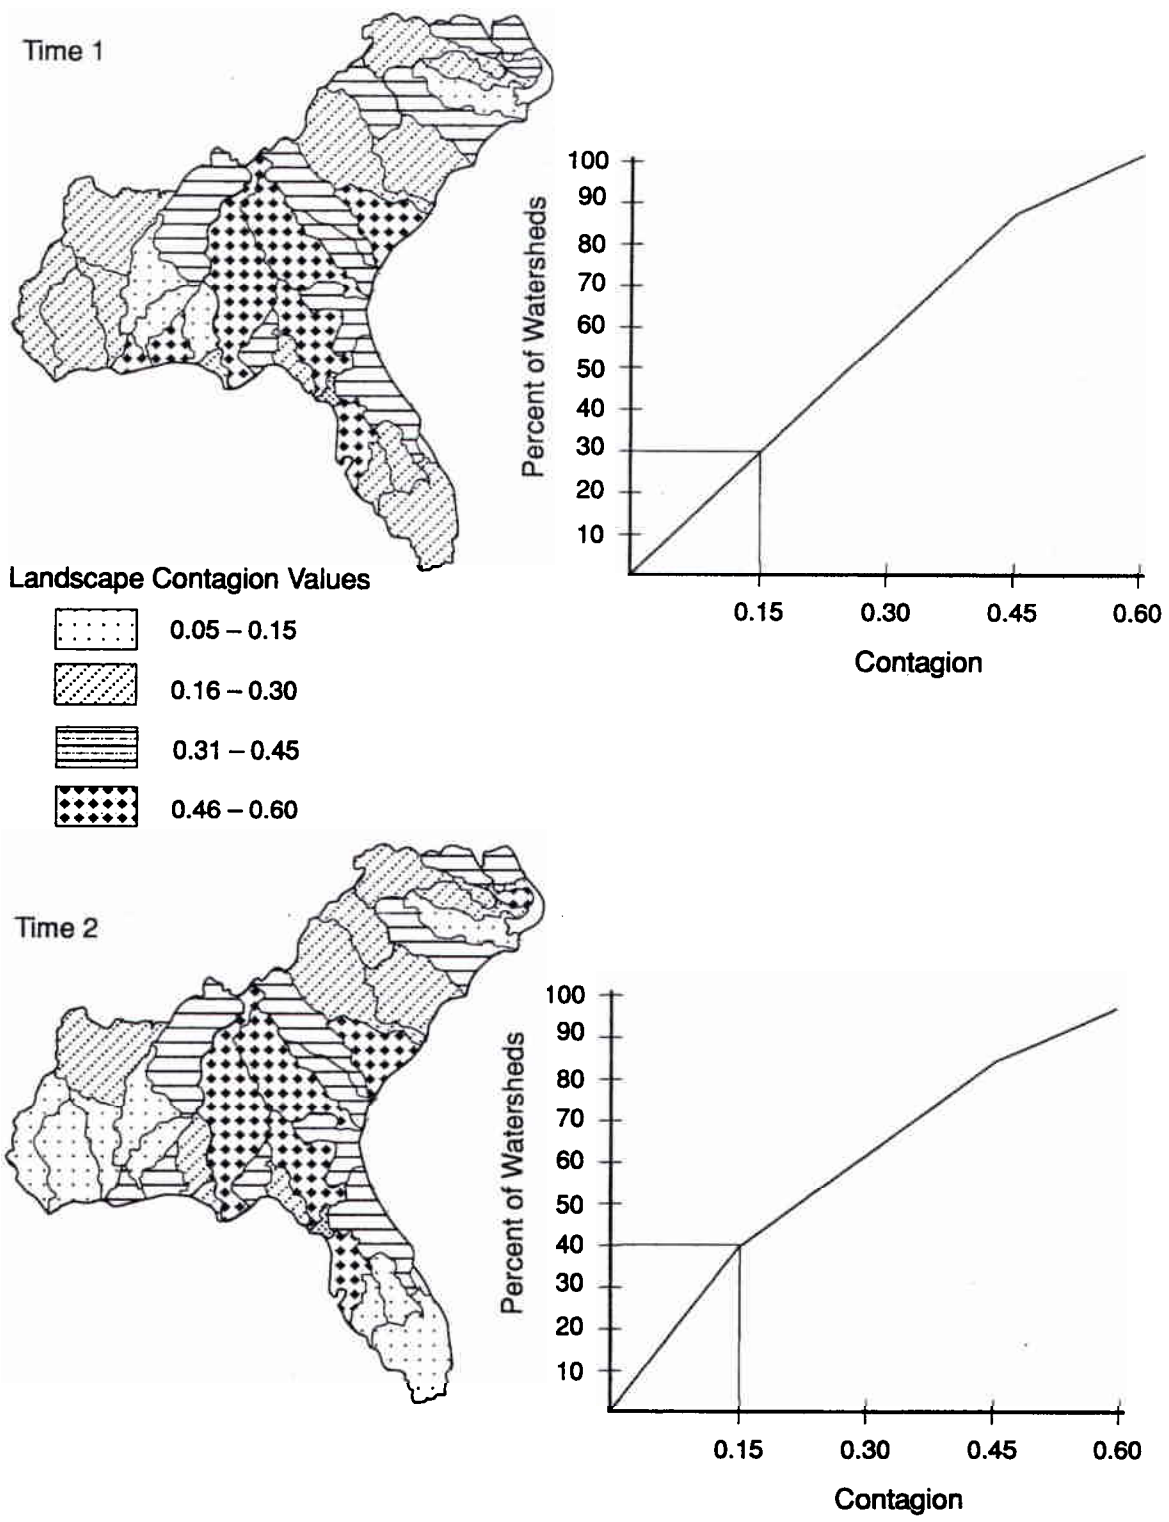 Time 1
100
90
80
70
60
50
40
30
20
10
Percent of Watersheds
0.15 0.30 0.45 0.60
Contagion
Landscape Contagion Values
0.05 – 0.15
0.16 – 0.30
0.31 – 0.45
0.46 – 0.60
Time 2
100
90
80
70
60
50
40
30
20
10
Percent of Watersheds
0.15 0.30 0.45 0.60
Contagion